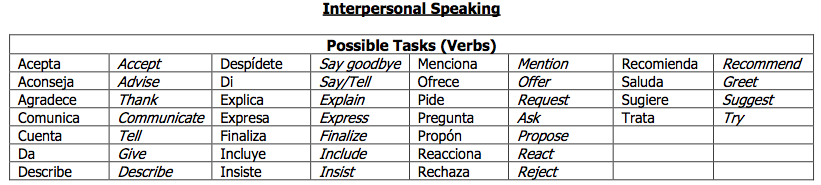 Interpersonal Speaking
Possible Tasks (Verbs)
Acepta Accept Despídete Say goodbye Menciona Mention Recomienda Recommend
Aconseja Advise Di Say/Tell Ofrece Offer Saluda Greet
Agradece Thank Explica Explain Pide Request Sugiere Suggest
Comunica Communicate Expresa Express Pregunta Ask Trata Try
Cuenta Tell Finaliza Finalize Propón Propose
Da Give Incluye Include Reacciona React
Describe Describe Insiste Insist Rechaza Reject